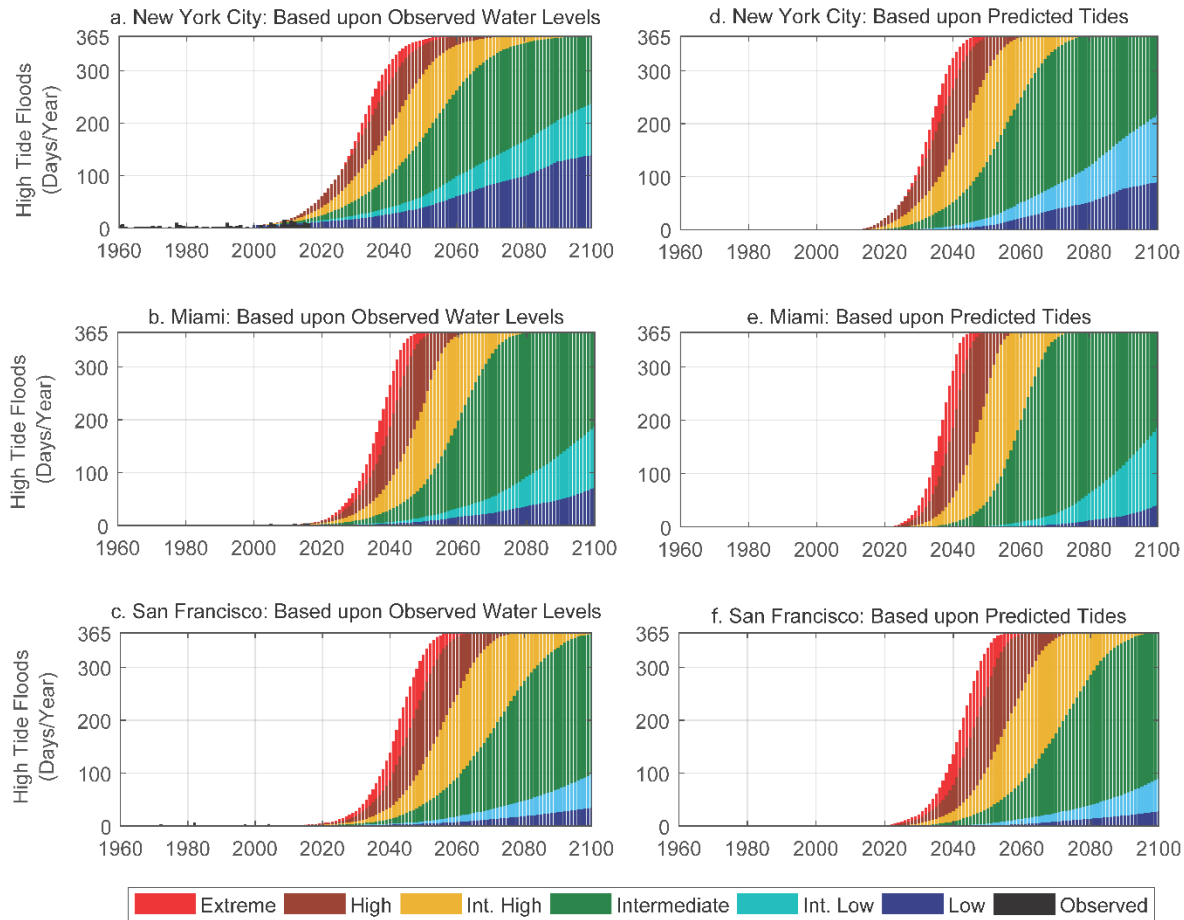 a. New York City: Based upon Observed Water Levels
365
300
200
100
0
High Tide Floods
(Days/Year)
1960 1980 2000 2020 2040 2060 2080 2100
d. New York City: Based upon Predicted Tides
365
300
200
100
0
1960 1980 2000 2020 2040 2060 2080 2100
b. Miami: Based upon Observed Water Levels
365
300
200
100
0
High Tide Floods
(Days/Year)
1960 1980 2000 2020 2040 2060 2080 2100
e. Miami: Based upon Predicted Tides
365
300
200
100
0
1960 1980 2000 2020 2040 2060 2080 2100
c. San Francisco: Based upon Observed Water Levels
365
300
200
100
0
High Tide Floods
(Days/Year)
1960 1980 2000 2020 2040 2060 2080 2100
f. San Francisco: Based upon Predicted Tides
365
300
200
100
0
1960 1980 2000 2020 2040 2060 2080 2100
Extreme High Int. High Intermediate Int. Low Low Observed